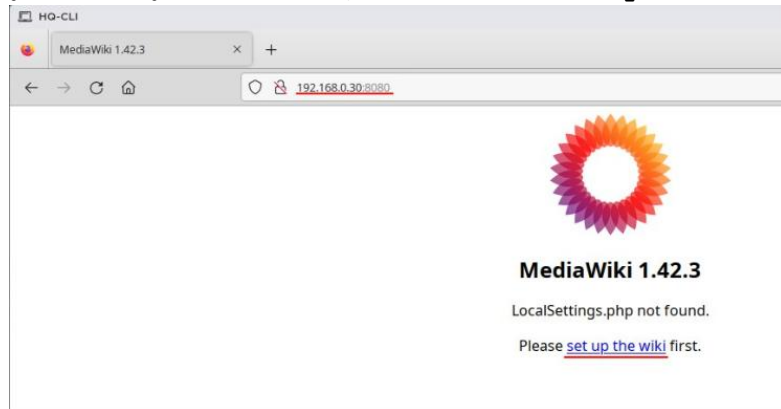 HQ-CLI
MediaWiki 1.42.3
192.168.0.30:8080
MediaWiki 1.42.3
LocalSettings.php not found.
Please set up the wiki first.